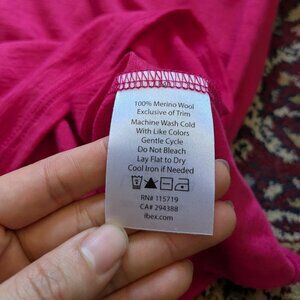 100% Merino Wool
Exclusive of Trim
Machine Wash Cold
With Like Colors
Gentle Cycle
Do Not Bleach
Lay Flat to Dry
Cool Iron if Needed
RN# 115719
CA# 294388
ibex.com